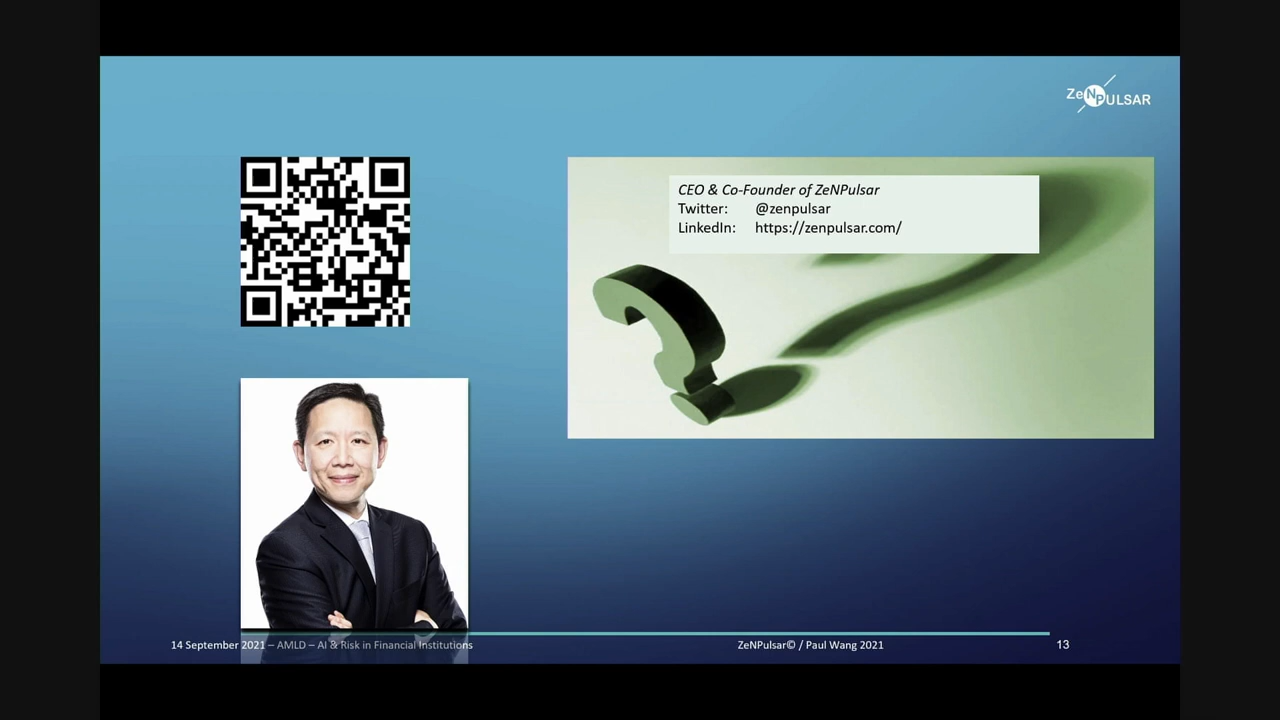 ZeNPULSAR
CEO & Co-Founder of ZeNPulsar
Twitter: @zenpulsar
LinkedIn: https://zenpulsar.com/
14 September 2021 – AMLD – AI & Risk in Financial Institutions
ZeNPulsar© / Paul Wang 2021
13